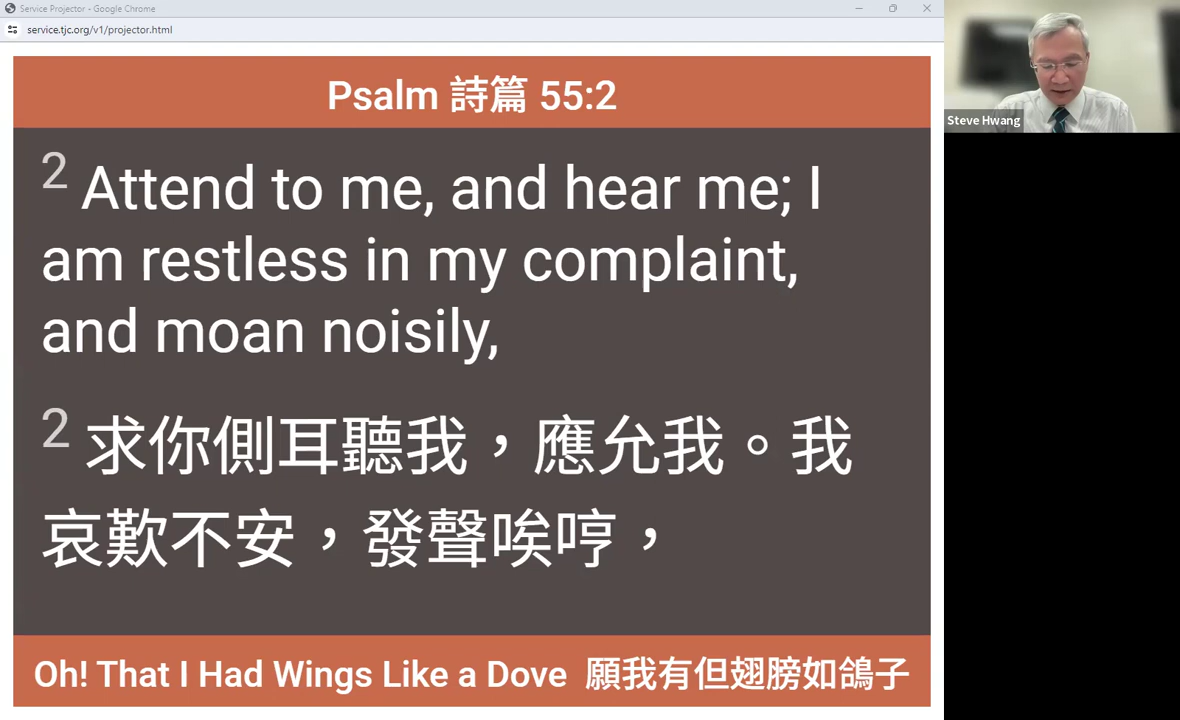 Service Projector - Google Chrome
service.tjc.org/v1/projector.html
Psalm 詩篇 55:2
2 Attend to me, and hear me; I
am restless in my complaint,
and moan noisily,
2 求你側耳聽我，應允我。我
哀歎不安，發聲唉哼，
Oh! That I Had Wings Like a Dove 願我有但翅膀如鴿子
Steve Hwang